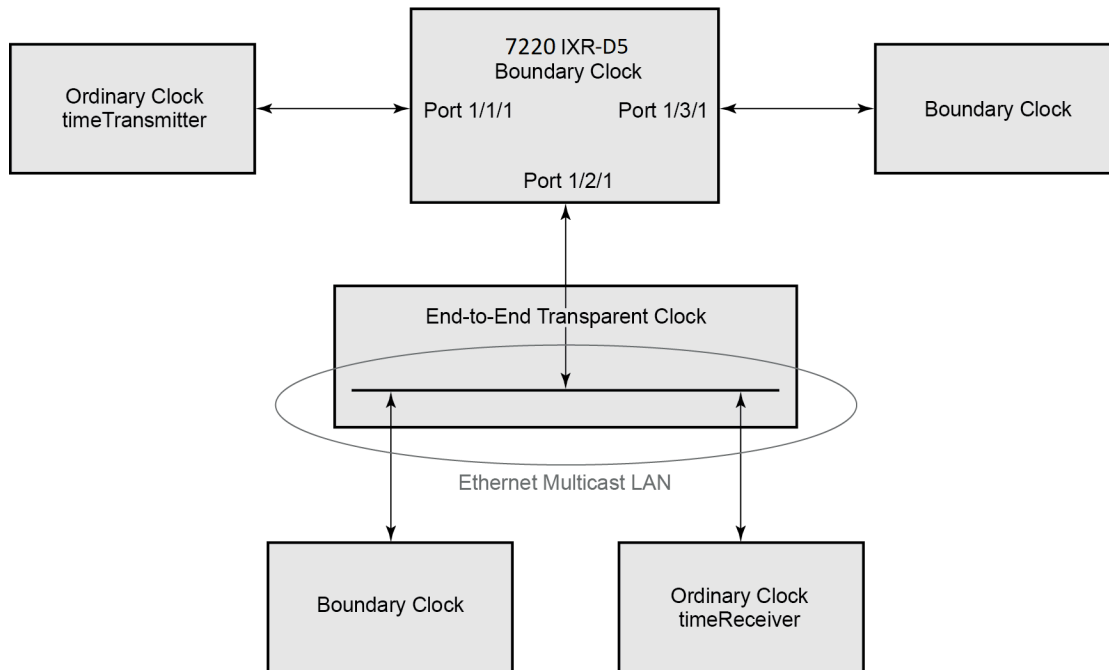 7220 IXR-D5
Boundary Clock
Ordinary Clock
timeTransmitter
Port 1/1/1
Port 1/3/1
Boundary Clock
Port 1/2/1
End-to-End Transparent Clock
Ethernet Multicast LAN
Boundary Clock
Ordinary Clock
timeReceiver